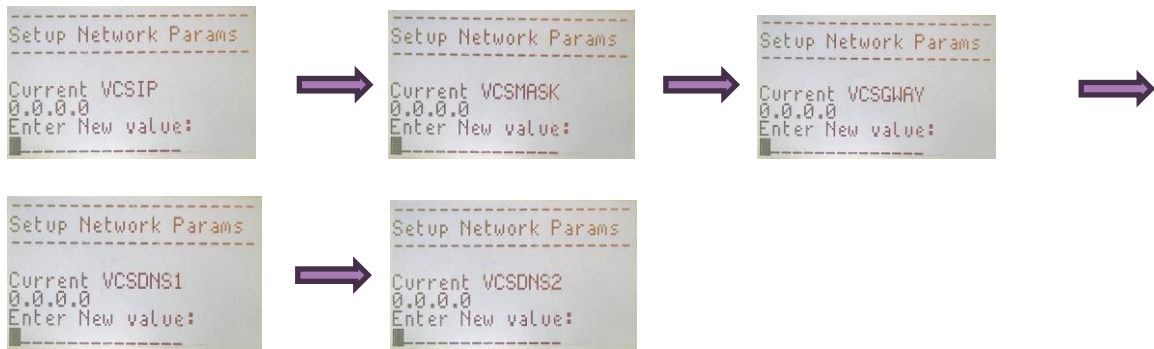 Setup Network Params
Current VCSIP
0.0.0.0
Enter New value:
Setup Network Params
Current VCSMASK
0.0.0.0
Enter New value:
Setup Network Params
Current VCSGWAY
0.0.0.0
Enter New value:
Setup Network Params
Current VCSDNS1
0.0.0.0
Enter New value:
Setup Network Params
Current VCSDNS2
0.0.0.0
Enter New value: